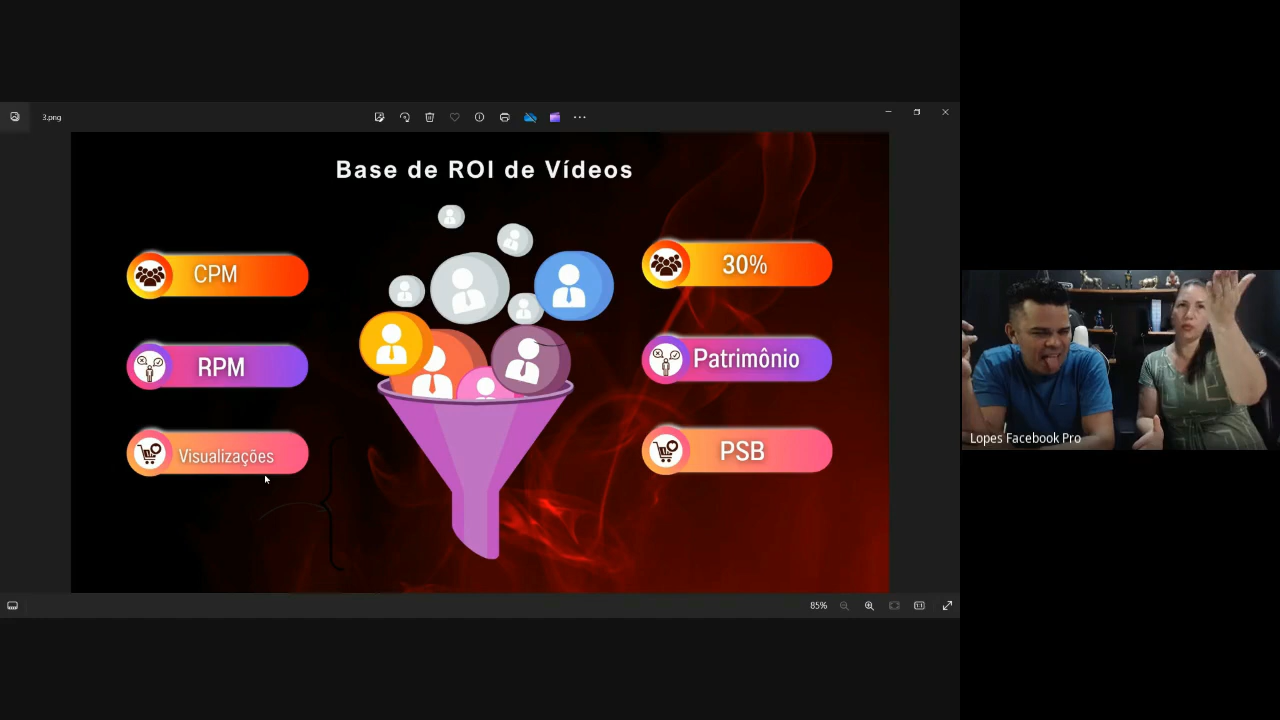 3.png
Base de ROI de Vídeos
CPM
RPM
Visualizações
30%
Patrimônio
PSB
Lopes Facebook Pro
85%